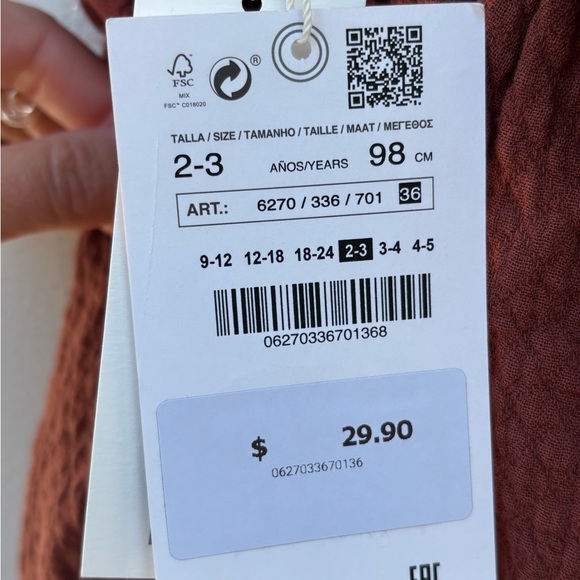 FSC
MIX
FSC™ C018020
®
TALLA / SIZE / TAMANHO / TAILLE / MAAT / ΜΕΓΕΘΟΣ
2-3 AÑOS/YEARS 98 CM
ART.: 6270 / 336 / 701 36
9-12 12-18 18-24 2-3 3-4 4-5
06270336701368
$ 29.90
0627033670136
EAC